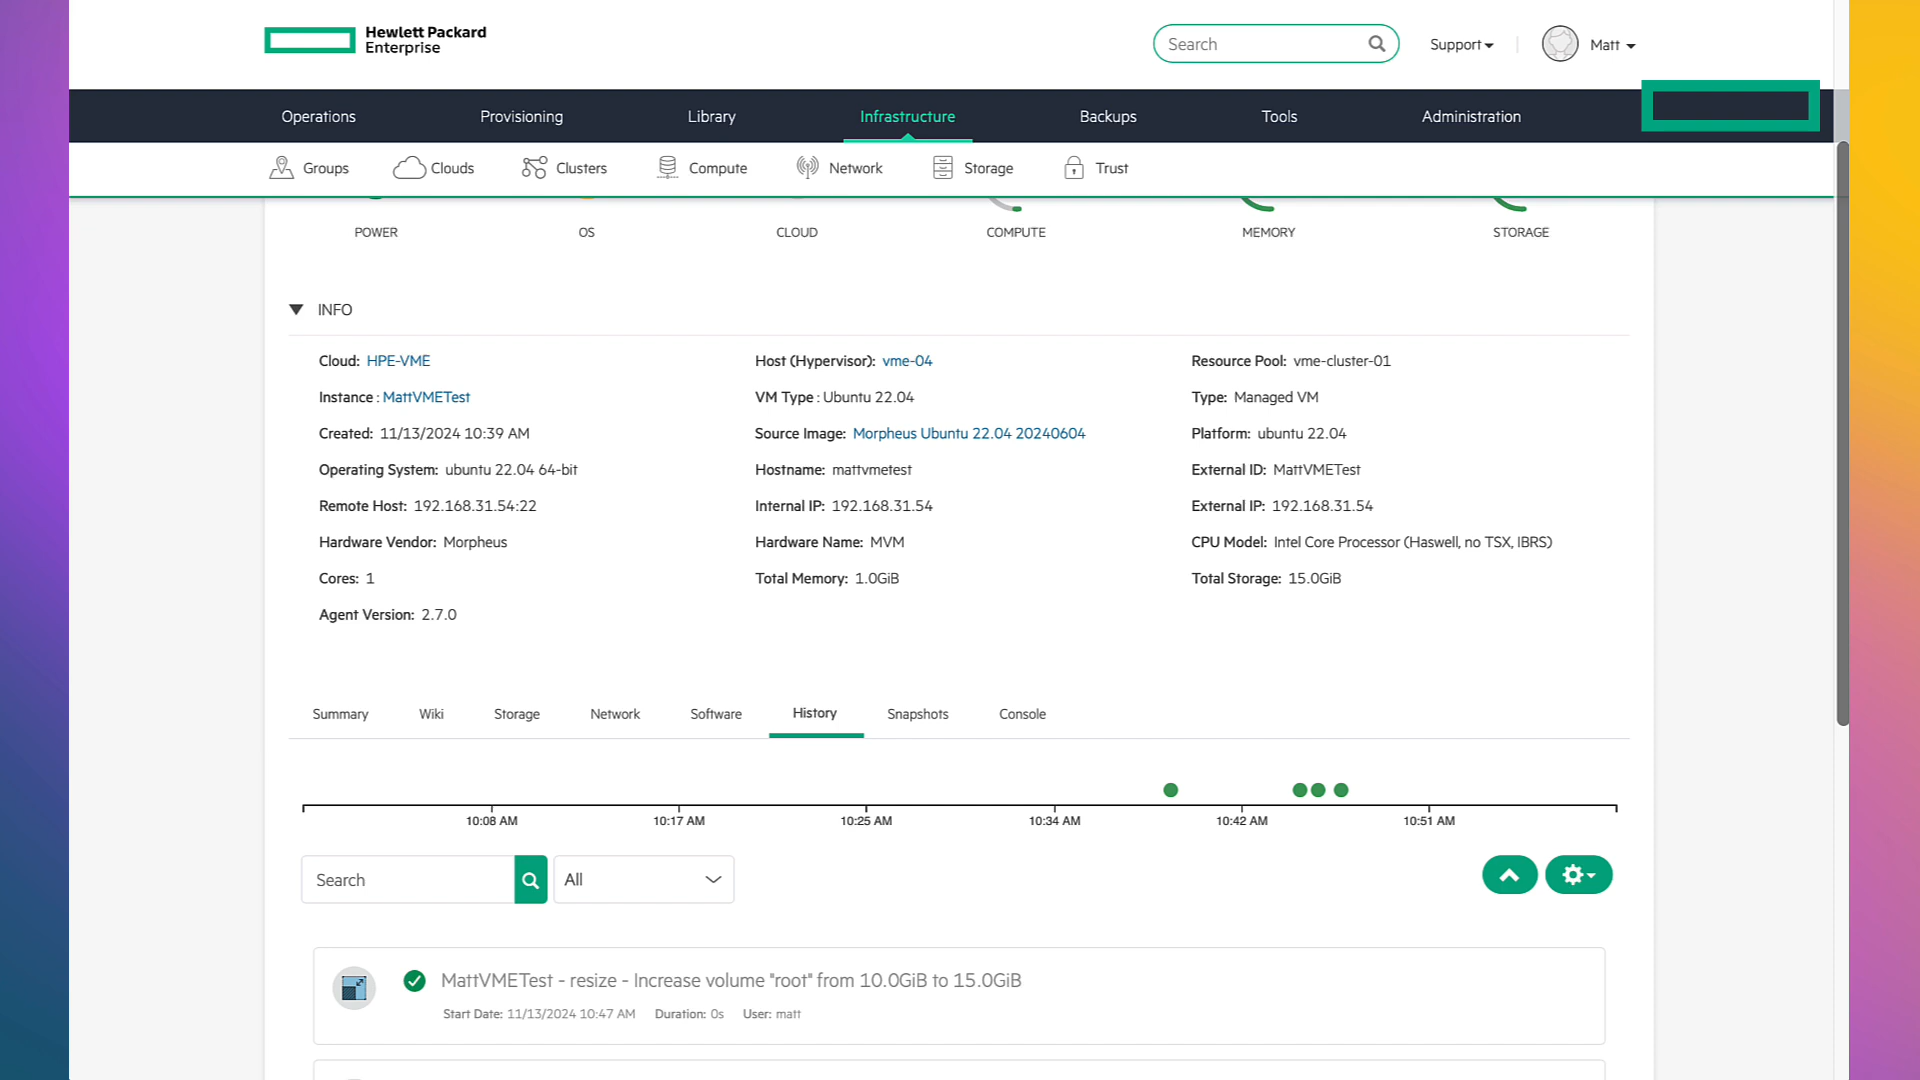 Hewlett Packard
Enterprise
Search
Support
Matt
Operations
Provisioning
Library
Infrastructure
Backups
Tools
Administration
Groups
Clouds
Clusters
Compute
Network
Storage
Trust
POWER
OS
CLOUD
COMPUTE
MEMORY
STORAGE
INFO
Cloud: HPE-VME
Host (Hypervisor): vme-04
Resource Pool: vme-cluster-01
Instance : MattVMETest
VM Type : Ubuntu 22.04
Type: Managed VM
Created: 11/13/2024 10:39 AM
Source Image: Morpheus Ubuntu 22.04 20240604
Platform: ubuntu 22.04
Operating System: ubuntu 22.04 64-bit
Hostname: mattvmetest
External ID: MattVMETest
Remote Host: 192.168.31.54:22
Internal IP: 192.168.31.54
External IP: 192.168.31.54
Hardware Vendor: Morpheus
Hardware Name: MVM
CPU Model: Intel Core Processor (Haswell, no TSX, IBRS)
Cores: 1
Total Memory: 1.0GiB
Total Storage: 15.0GiB
Agent Version: 2.7.0
Summary
Wiki
Storage
Network
Software
History
Snapshots
Console
10:08 AM
10:17 AM
10:25 AM
10:34 AM
10:42 AM
10:51 AM
Search
All
MattVMETest - resize - Increase volume "root" from 10.0GiB to 15.0GiB
Start Date: 11/13/2024 10:47 AM Duration: 0s User: matt